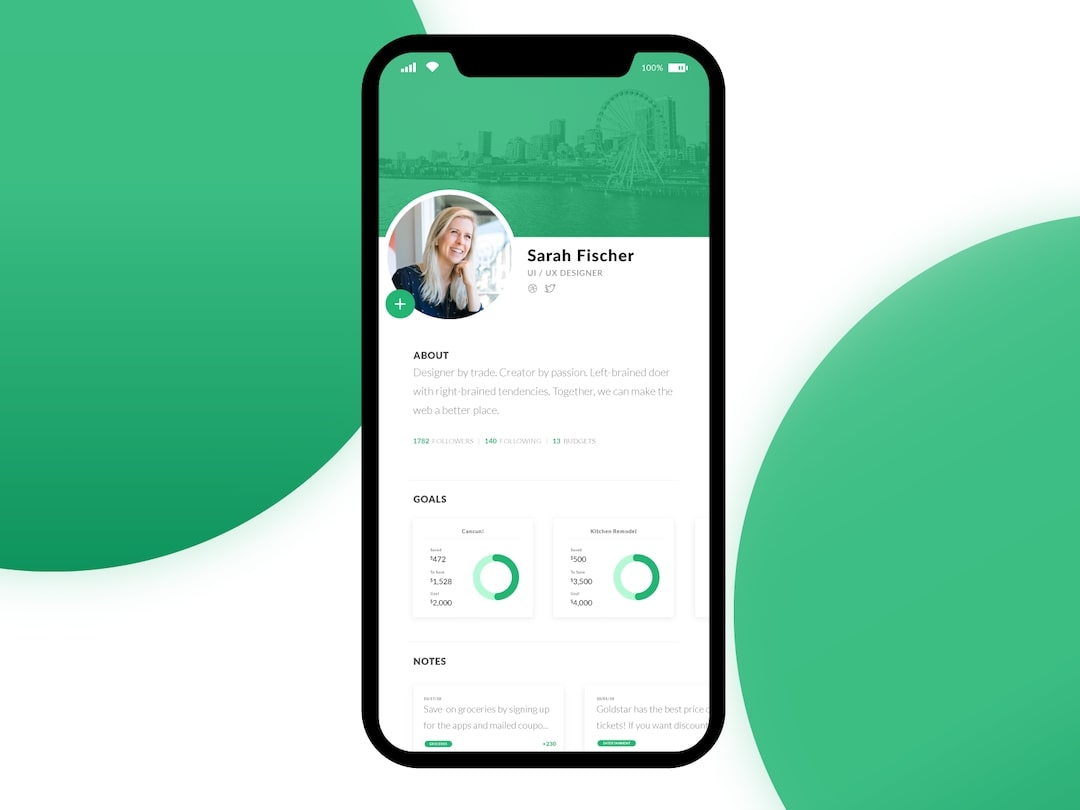 100%
Sarah Fischer
UI / UX DESIGNER
ABOUT
Designer by trade. Creator by passion. Left-brained doer
with right-brained tendencies. Together, we can make the
web a better place.
1782 FOLLOWERS | 140 FOLLOWING | 13 BUDGETS
GOALS
Cancun!
Saved
$472
To Save
$1,528
Goal
$2,000
Kitchen Remodel
Saved
$500
To Save
$3,500
Goal
$4,000
NOTES
Save on groceries by signing up
for the apps and mailed coupo...
GROCERIES
+230
Goldstar has the best price
tickets! If you want discount
ENTERTAINMENT